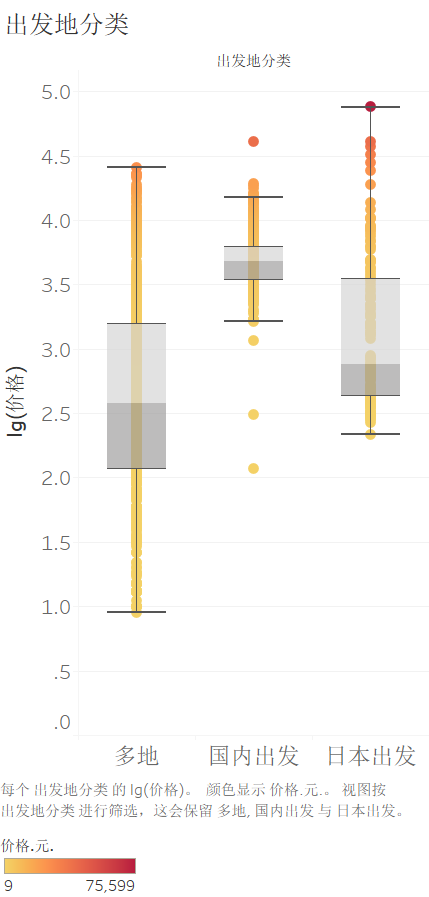 出发地分类
出发地分类
5.0
4.5
4.0
3.5
3.0
2.5
2.0
1.5
1.0
.5
.0
lg(价格)
多地 国内出发 日本出发
每个 出发地分类 的 lg(价格)。 颜色显示 价格.元.。 视图按
出发地分类 进行筛选，这会保留 多地, 国内出发 与 日本出发。
价格.元.
9 75,599